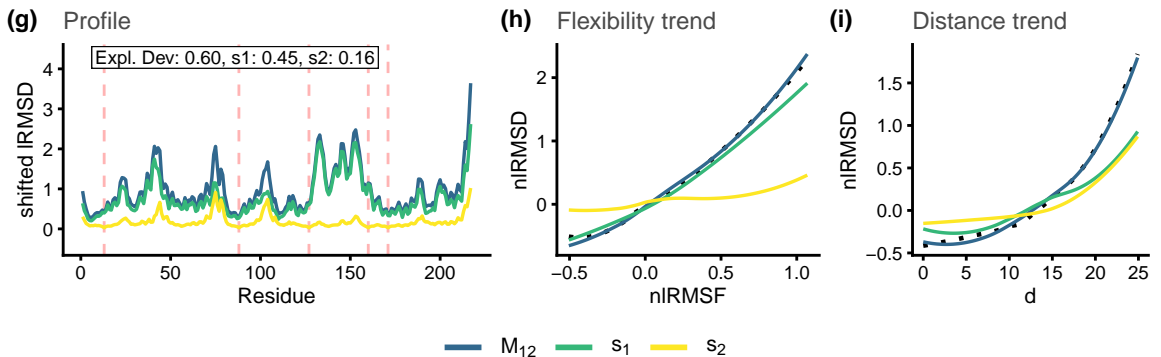 (g) Profile
Expl. Dev: 0.60, s1: 0.45, s2: 0.16
shifted lRMSD
4
3
2
1
0
0 50 100 150 200
Residue
(h) Flexibility trend
nlRMSD
2
1
0
−0.5 0.0 0.5 1.0
nlRMSF
(i) Distance trend
nlRMSD
1.5
1.0
0.5
0.0
−0.5
0 5 10 15 20 25
d
M12 s1 s2